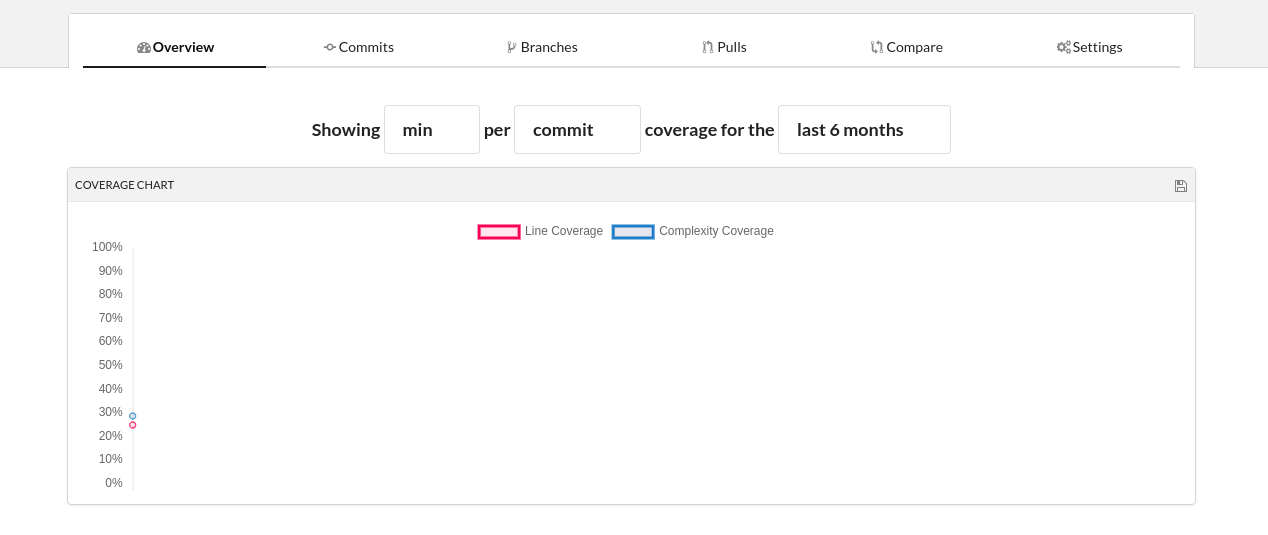 Overview Commits Branches Pulls Compare Settings
Showing min per commit coverage for the last 6 months
COVERAGE CHART
Line Coverage Complexity Coverage
100%
90%
80%
70%
60%
50%
40%
30%
20%
10%
0%